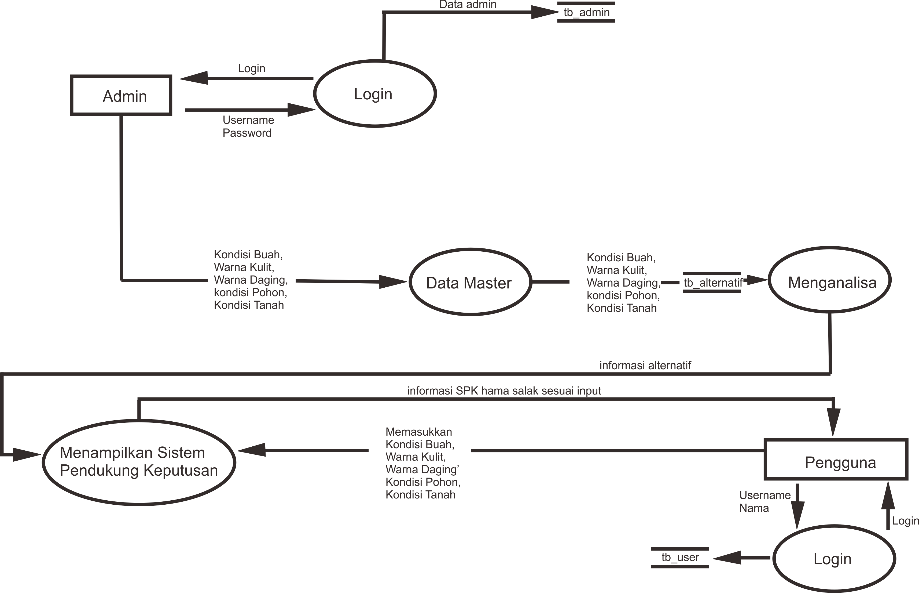 Data admin
tb_admin
Login
Admin
Login
Username
Password
Kondisi Buah,
Warna Kulit,
Warna Daging,
kondisi Pohon,
Kondisi Tanah
Data Master
Kondisi Buah,
Warna Kulit,
Warna Daging,
kondisi Pohon,
Kondisi Tanah
tb_alternatif
Menganalisa
informasi alternatif
informasi SPK hama salak sesuai input
Menampilkan Sistem
Pendukung Keputusan
Memasukkan
Kondisi Buah,
Warna Kulit,
Warna Daging'
Kondisi Pohon,
Kondisi Tanah
Pengguna
Username
Nama
Login
Login
tb_user